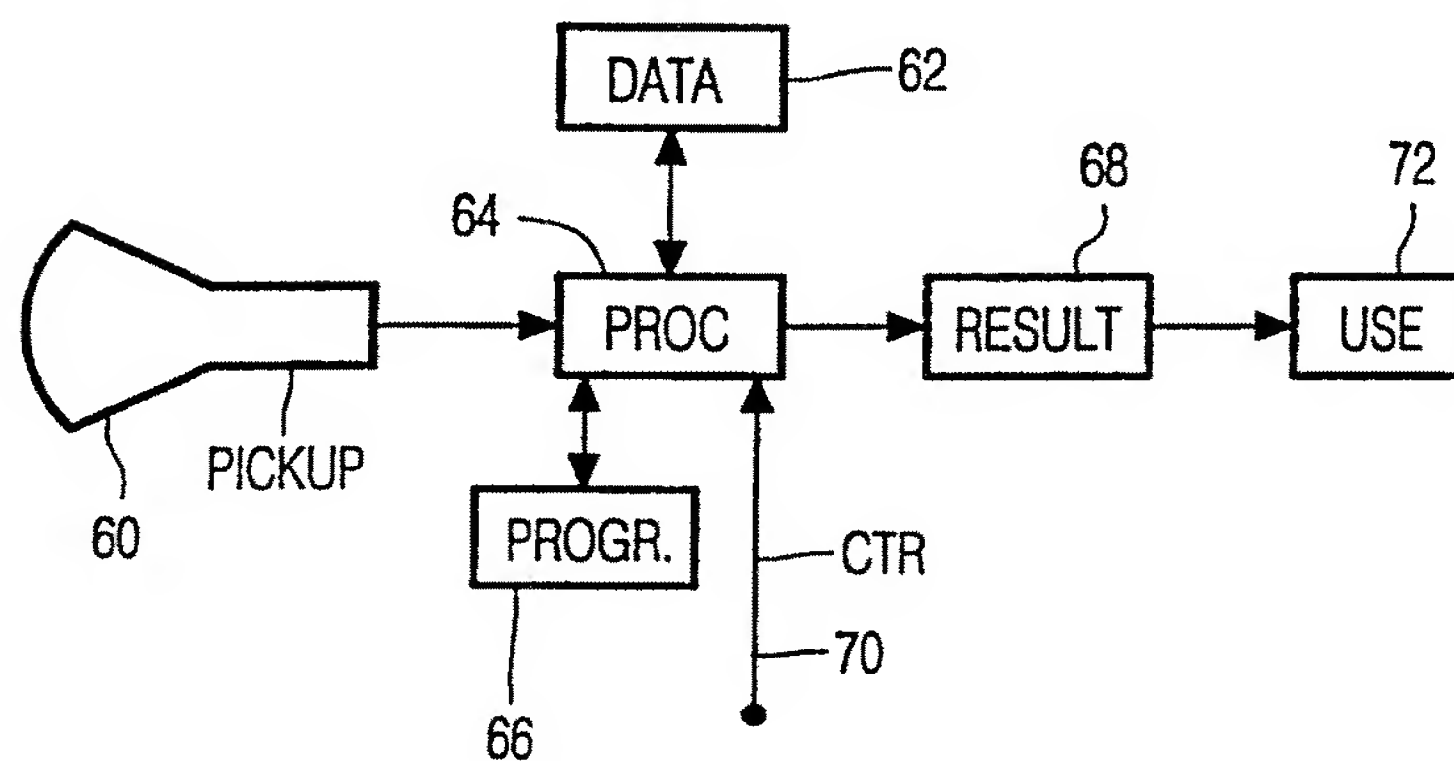 DATA
62
68
72
64
PROC
RESULT
USE
PICKUP
60
PROGR.
CTR
70
66